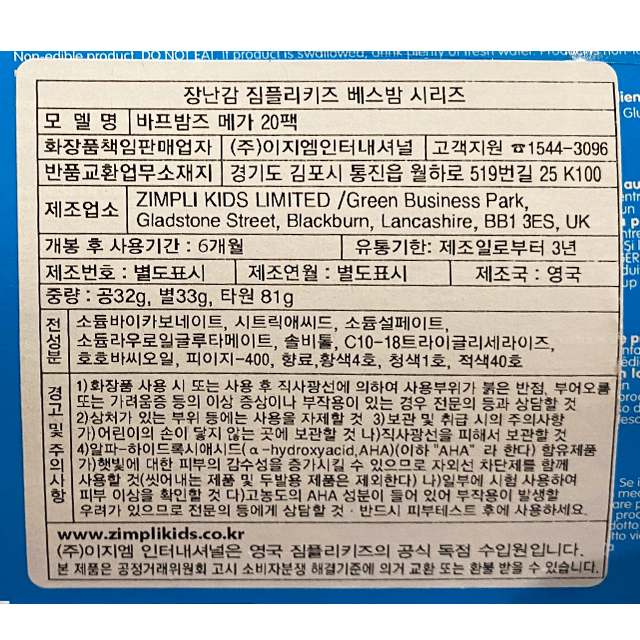 Non-edible product. DO NOT EAT. If product is swallowed, drink plenty of fresh water.
장난감 짐플리키즈 베스밤 시리즈
모 델 명 바프밤즈 메가 20팩
화장품책임판매업자 (주)이지엠인터내셔널 고객지원 ☎1544-3096
반품교환업무소재지 경기도 김포시 통진읍 월하로 519번길 25 K100
제조업소 ZIMPLI KIDS LIMITED /Green Business Park,
Gladstone Street, Blackburn, Lancashire, BB1 3ES, UK
개봉 후 사용기간 : 6개월 유통기한: 제조일로부터 3년
제조번호 : 별도표시 제조연월 : 별도표시 제조국 : 영국
중량 : 공32g, 별33g, 타원 81g
전성분 소듐바이카보네이트, 시트릭애씨드, 소듐설페이트,
소듐라우로일글루타메이트, 솔비톨, C10-18트라이글리세라이즈,
호호바씨오일, 피이지-400, 향료,황색4호, 청색1호, 적색40호
경고 및 주의사항 1)화장품 사용 시 또는 사용 후 직사광선에 의하여 사용부위가 붉은 반점, 부어오름
또는 가려움증 등의 이상 증상이나 부작용이 있는 경우 전문의 등과 상담할 것
2)상처가 있는 부위 등에는 사용을 자제할 것 3)보관 및 취급 시의 주의사항
가)어린이의 손이 닿지 않는 곳에 보관할 것 나)직사광선을 피해서 보관할 것
4)알파-하이드록시애시드(α-hydroxyacid,AHA)(이하 "AHA" 라 한다) 함유제품
가)햇빛에 대한 피부의 감수성을 증가시킬 수 있으므로 자외선 차단제를 함께
사용할 것(씻어내는 제품 및 두발용 제품은 제외한다) 나)일부에 시험 사용하여
피부 이상을 확인할 것 다)고농도의 AHA 성분이 들어 있어 부작용이 발생할
우려가 있으므로 전문의 등에게 상담할 것 · 반드시 피부테스트 후에 사용하세요.
www.zimplikids.co.kr
(주)이지엠 인터내셔널은 영국 짐플리키즈의 공식 독점 수입원입니다.
본 제품은 공정거래위원회 고시 소비자분쟁 해결기준에 의거 교환 또는 환불 받을 수 있습니다.